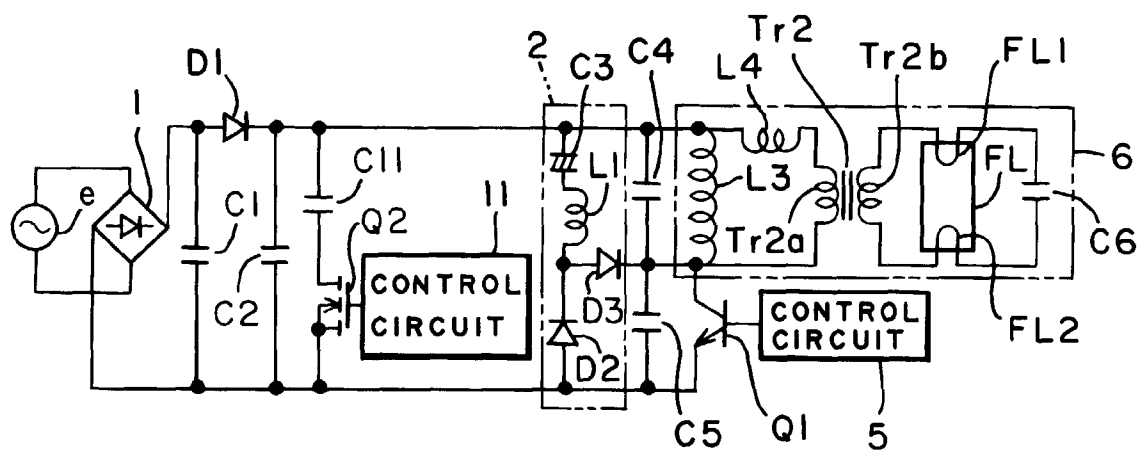 D1
1
e
C1
C2
C11
Q2
11
CONTROL
CIRCUIT
2
C3
L1
D3
D2
C4
C5
L3
L4
Tr2
Tr2a
Tr2b
FL1
FL
FL2
6
C6
Q1
CONTROL
CIRCUIT
5